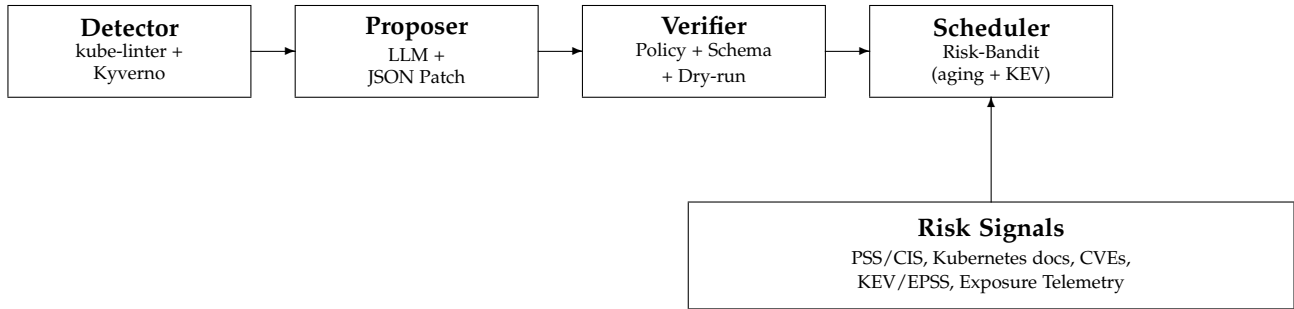 Detector
kube-linter +
Kyverno
Proposer
LLM +
JSON Patch
Verifier
Policy + Schema
+ Dry-run
Scheduler
Risk-Bandit
(aging + KEV)
Risk Signals
PSS/CIS, Kubernetes docs, CVEs,
KEV/EPSS, Exposure Telemetry